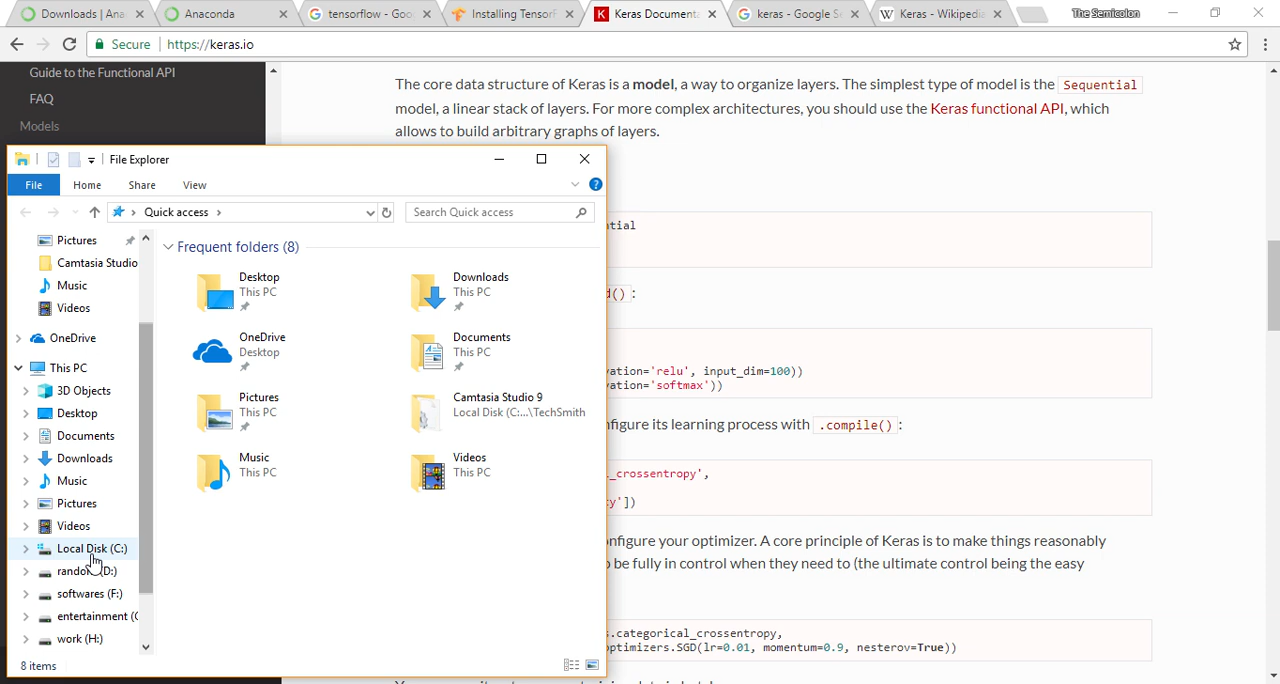 Downloads | Ana
Anaconda
tensorflow - Goo
Installing Tensor
Keras Documenta
keras - Google Se
Keras - Wikipedia
The Semicolon
Secure
https://keras.io
Guide to the Functional API
FAQ
Models
The core data structure of Keras is a model, a way to organize layers. The simplest type of model is the Sequential
model, a linear stack of layers. For more complex architectures, you should use the Keras functional API, which
allows to build arbitrary graphs of layers.
File Explorer
File
Home
Share
View
Quick access
Search Quick access
Pictures
Camtasia Studio
Music
Videos
OneDrive
This PC
3D Objects
Desktop
Documents
Downloads
Music
Pictures
Videos
Local Disk (C:)
(D:)
softwares (F:)
entertainment (
work (H:)
8 items
Frequent folders (8)
Desktop
This PC
Downloads
This PC
OneDrive
Desktop
Documents
This PC
Pictures
This PC
Camtasia Studio 9
Local Disk (C:...\TechSmith
Music
This PC
Videos
This PC
tial
d() :
vation='relu', input_dim=100))
vation='softmax'))
nfigure its learning process with .compile() :
_crossentropy',
y'])
nfigure your optimizer. A core principle of Keras is to make things reasonably
o be fully in control when they need to (the ultimate control being the easy
s.categorical_crossentropy,
ptimizers.SGD(lr=0.01, momentum=0.9, nesterov=True))